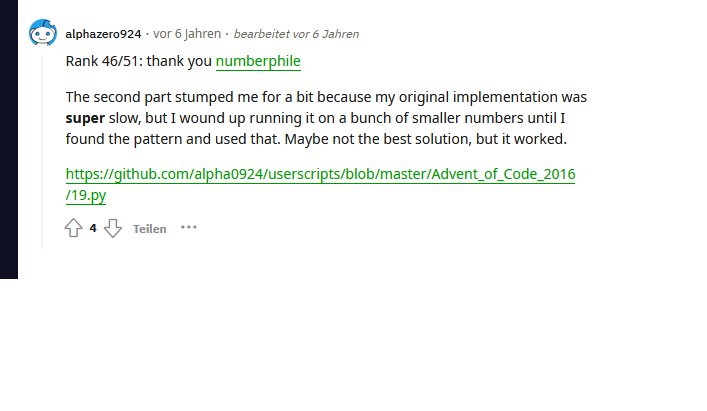 alphazero924 · vor 6 Jahren · bearbeitet vor 6 Jahren
Rank 46/51: thank you numberphile
The second part stumped me for a bit because my original implementation was
super slow, but I wound up running it on a bunch of smaller numbers until I
found the pattern and used that. Maybe not the best solution, but it worked.
https://github.com/alpha0924/userscripts/blob/master/Advent_of_Code_2016
/19.py
4 Teilen ···